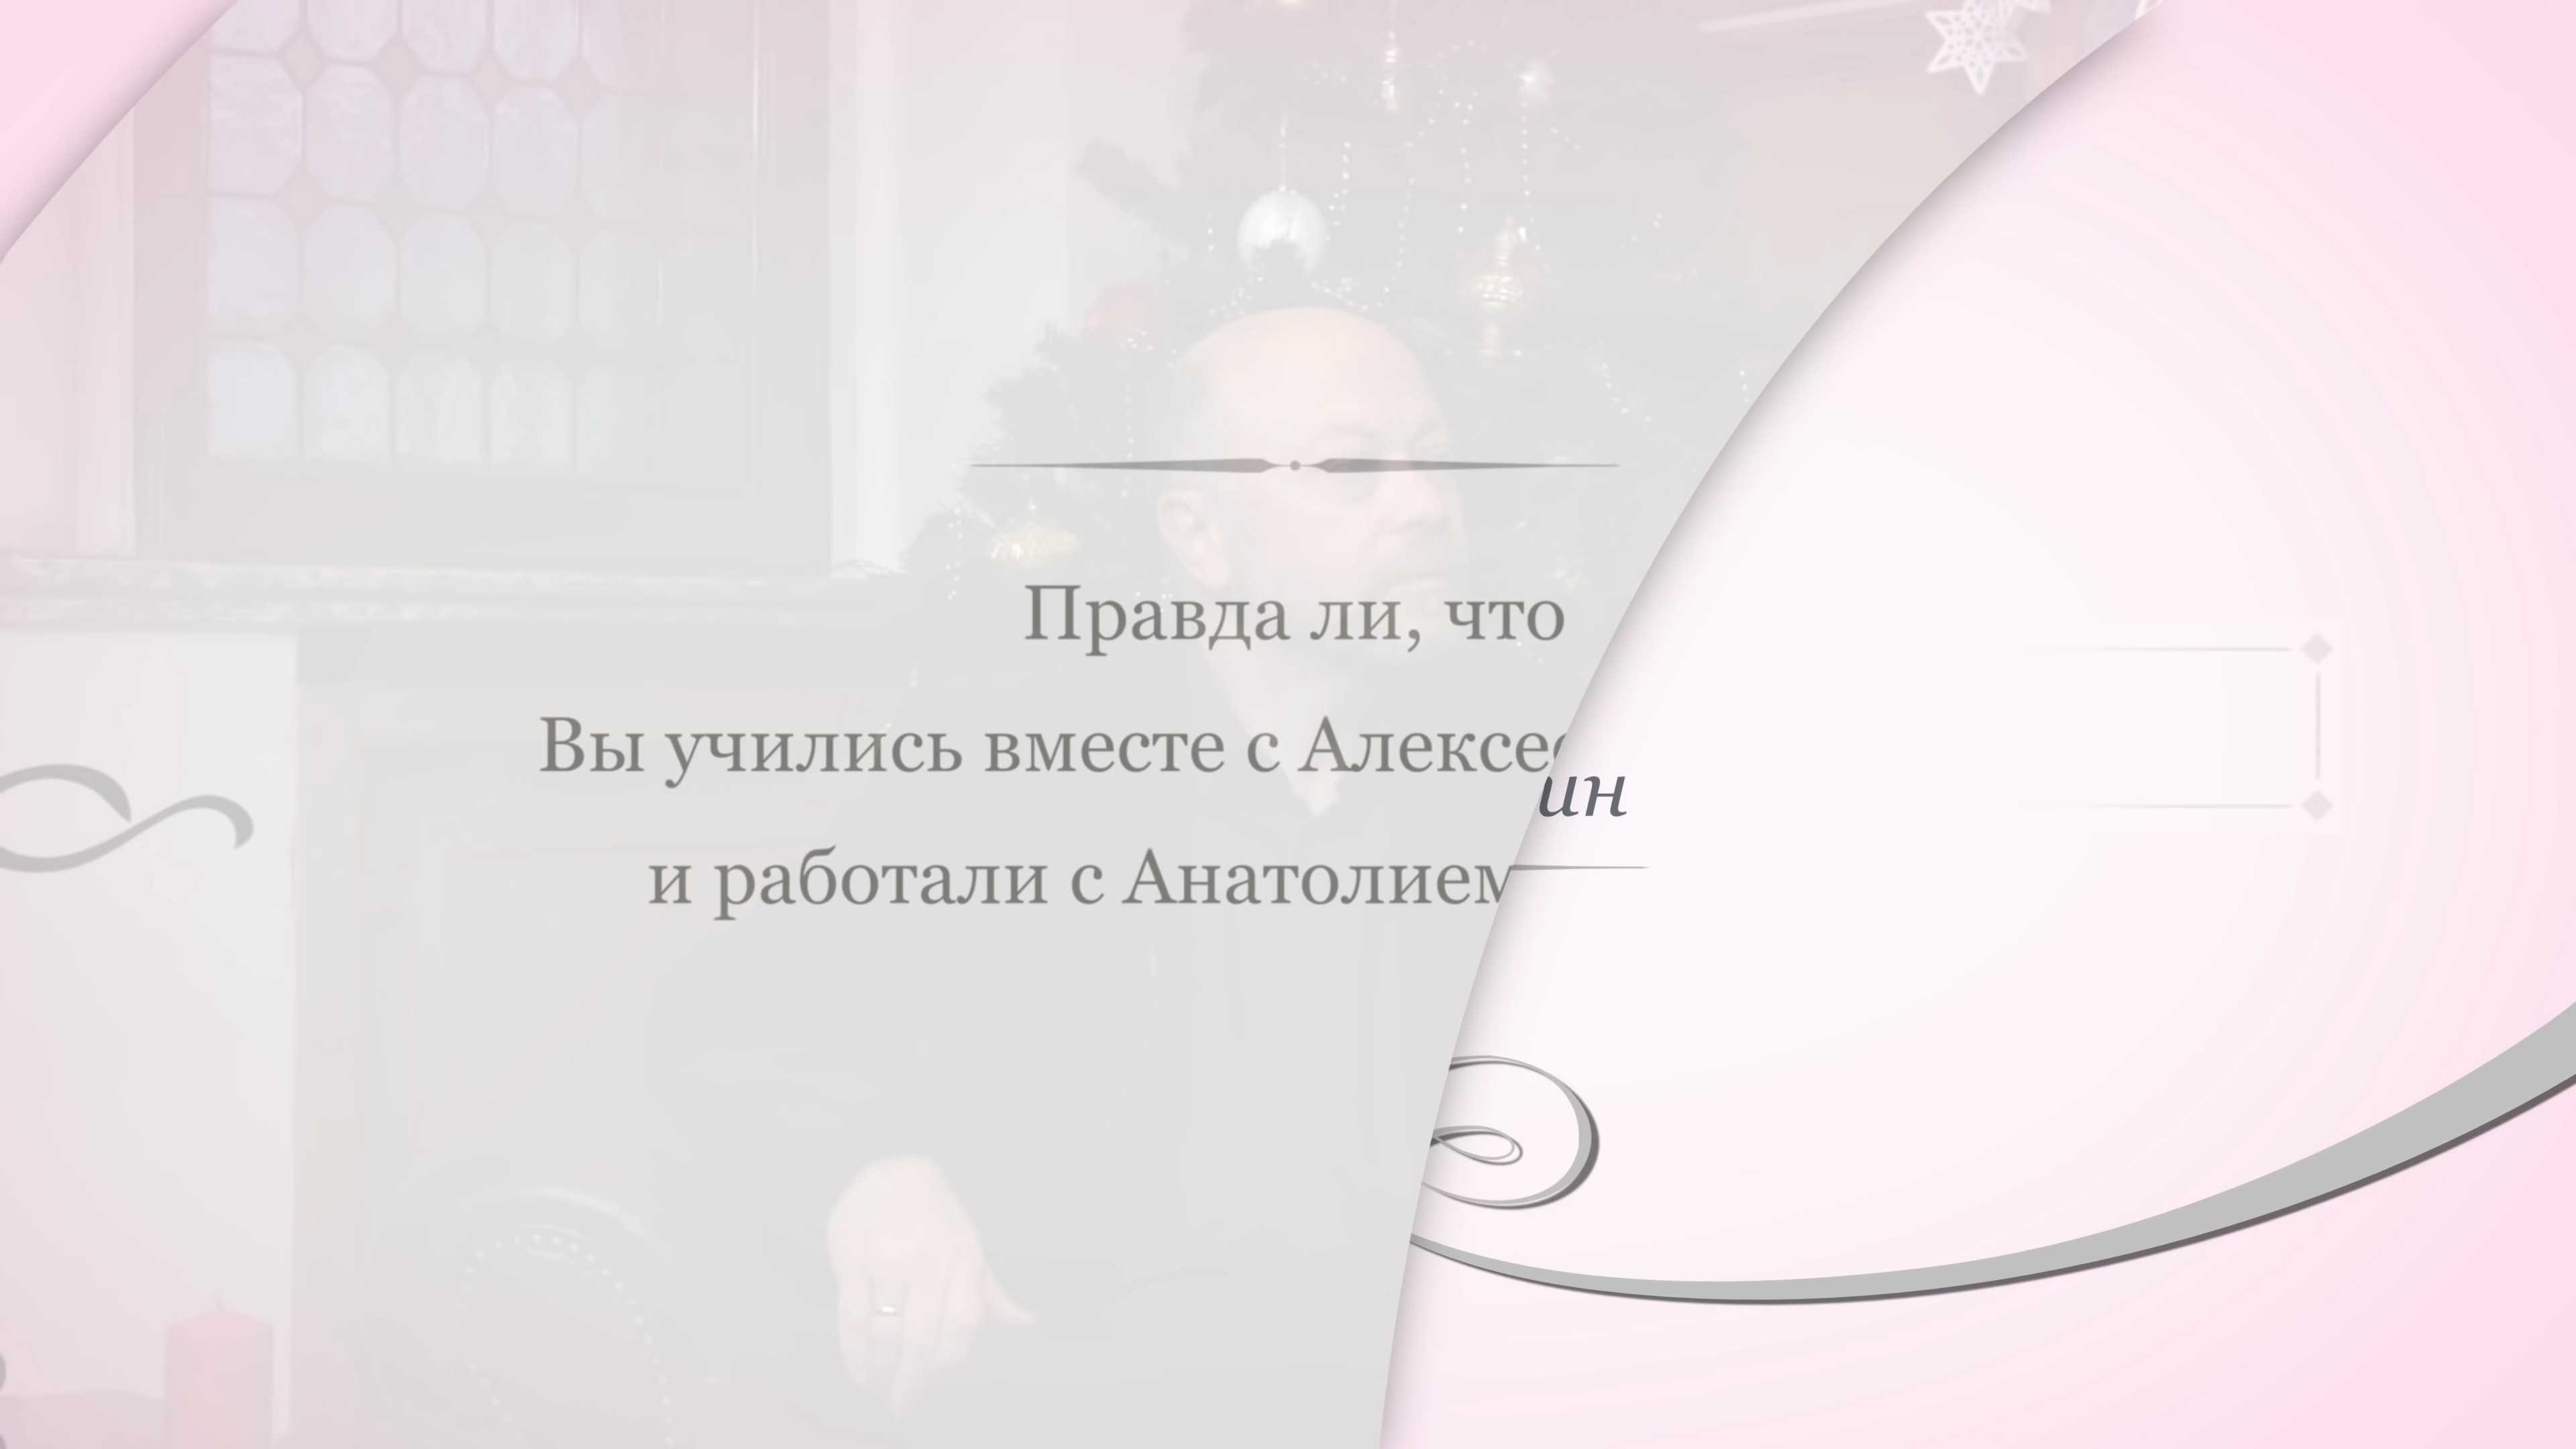 Правда ли, что
Вы учились вместе с Алексе
и работали с Анатолием
ин